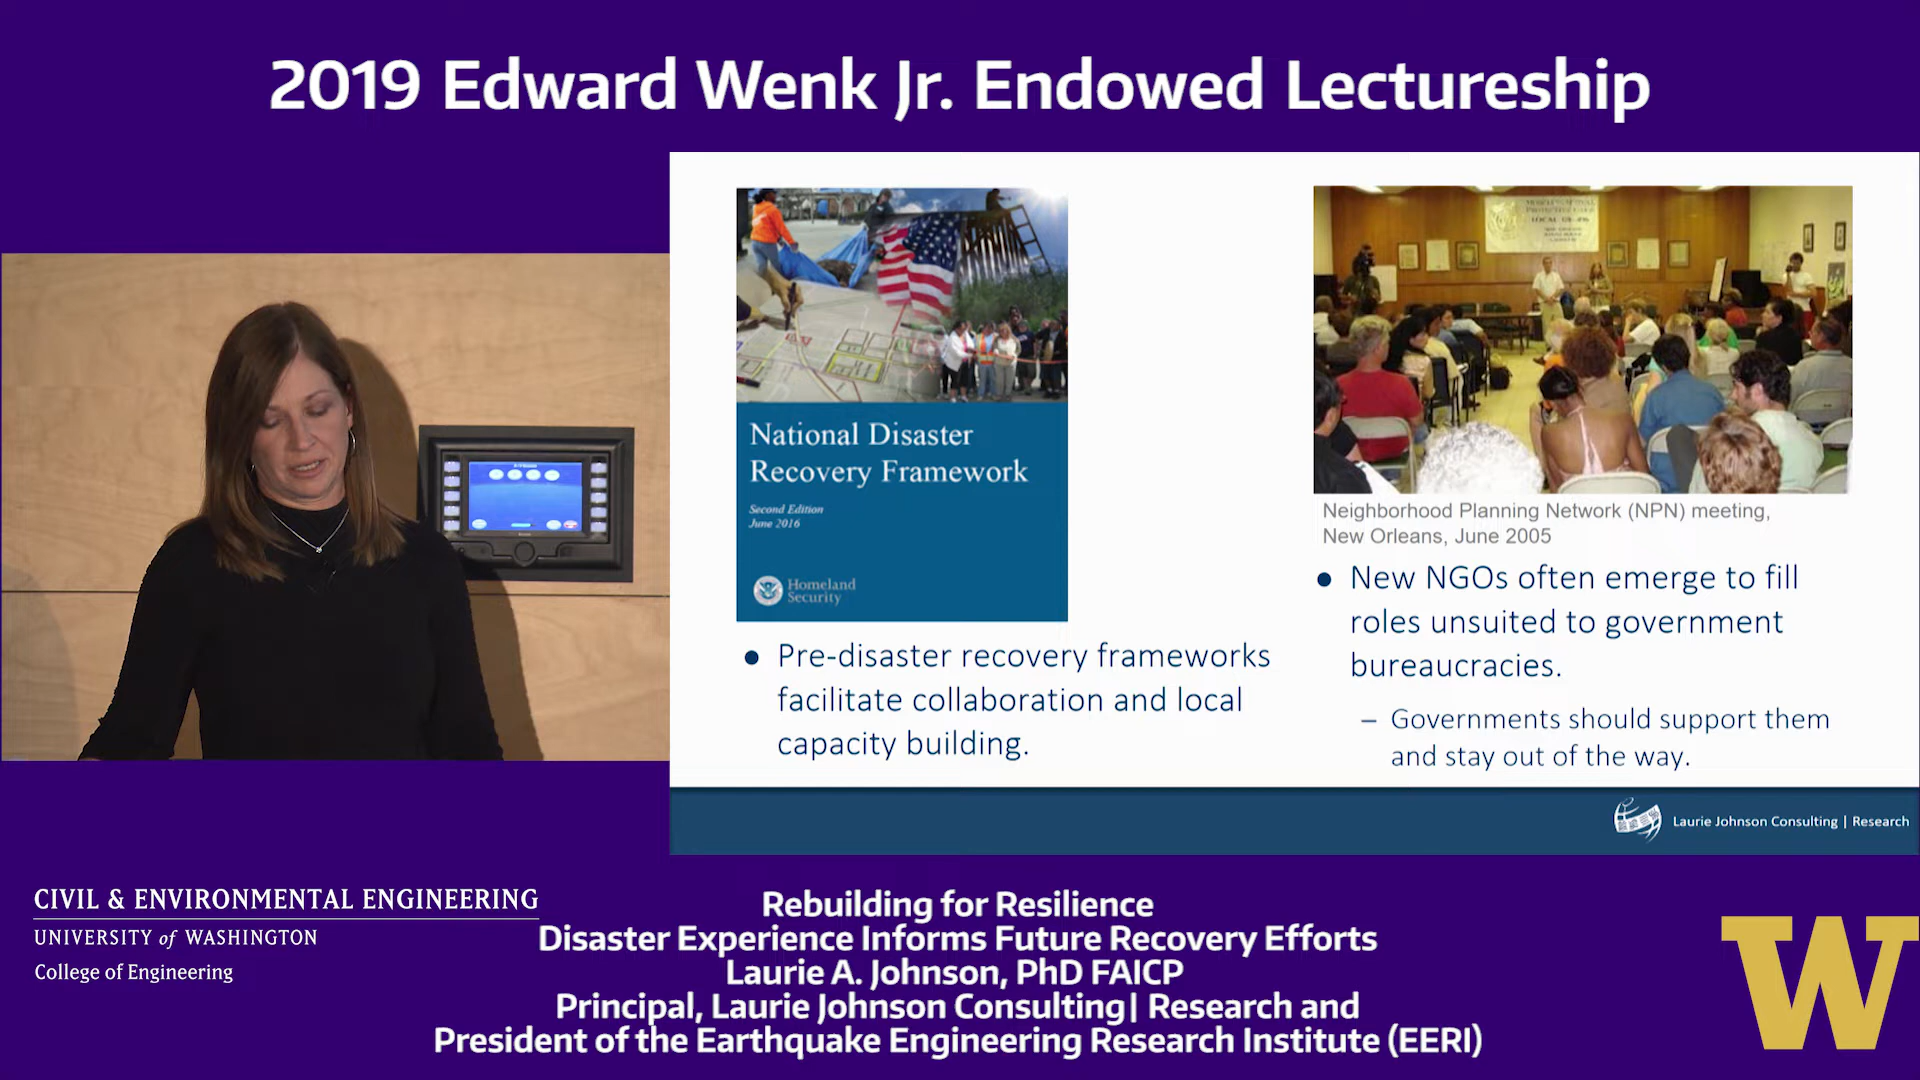 2019 Edward Wenk Jr. Endowed Lectureship
National Disaster
Recovery Framework
Second Edition
June 2016
Homeland
Security
● Pre-disaster recovery frameworks
facilitate collaboration and local
capacity building.
LOCAL
Neighborhood Planning Network (NPN) meeting,
New Orleans, June 2005
● New NGOs often emerge to fill
roles unsuited to government
bureaucracies.
– Governments should support them
and stay out of the way.
Laurie Johnson Consulting | Research
CIVIL & ENVIRONMENTAL ENGINEERING
UNIVERSITY of WASHINGTON
College of Engineering
Rebuilding for Resilience
Disaster Experience Informs Future Recovery Efforts
Laurie A. Johnson, PhD FAICP
Principal, Laurie Johnson Consulting| Research and
President of the Earthquake Engineering Research Institute (EERI)
W